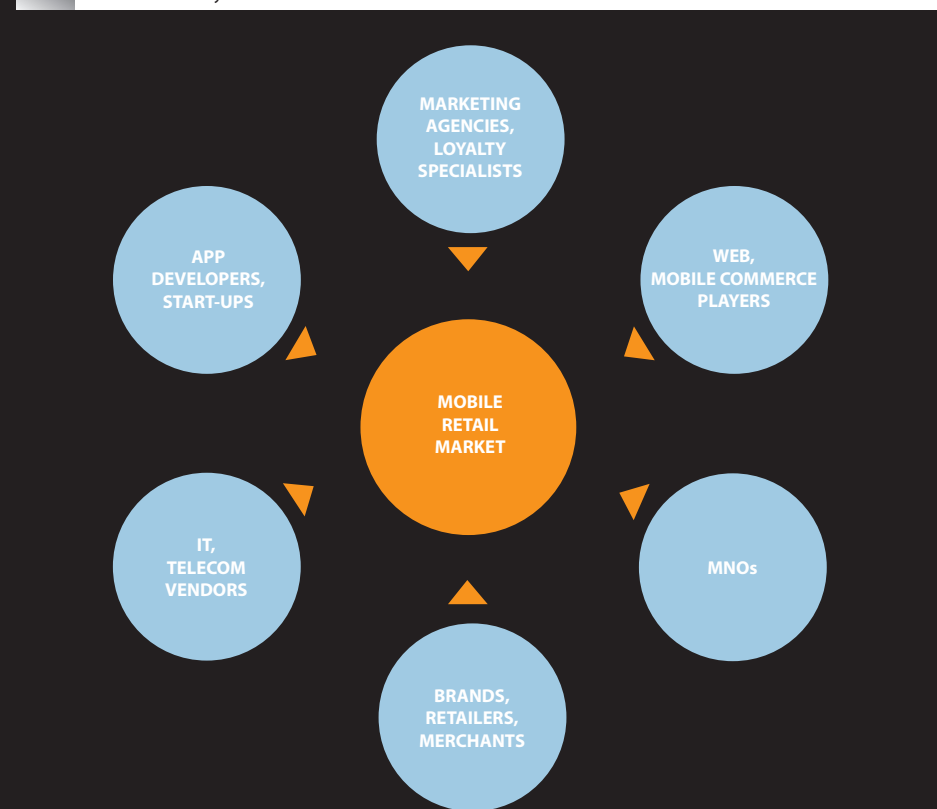 MARKETING
AGENCIES,
LOYALTY
SPECIALISTS
APP
DEVELOPERS,
START-UPS
WEB,
MOBILE COMMERCE
PLAYERS
MOBILE
RETAIL
MARKET
IT,
TELECOM
VENDORS
MNOs
BRANDS,
RETAILERS,
MERCHANTS